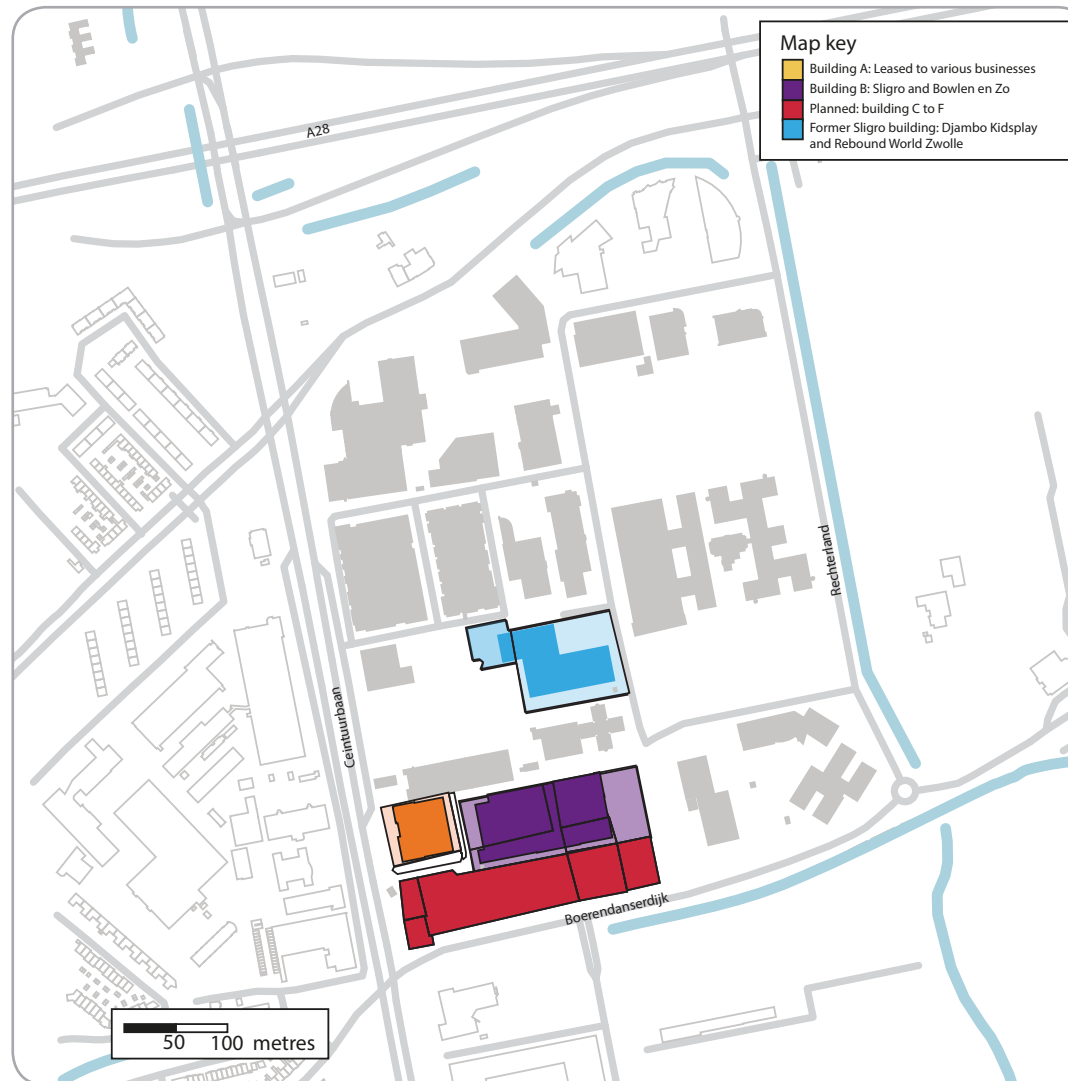 Map key
Building A: Leased to various businesses
Building B: Sligro and Bowlen en Zo
Planned: building C to F
Former Sligro building: Djambo Kidsplay
and Rebound World Zwolle
A28
Rechterland
Ceintuurbaan
Boerendanserdijk
50 100 metres